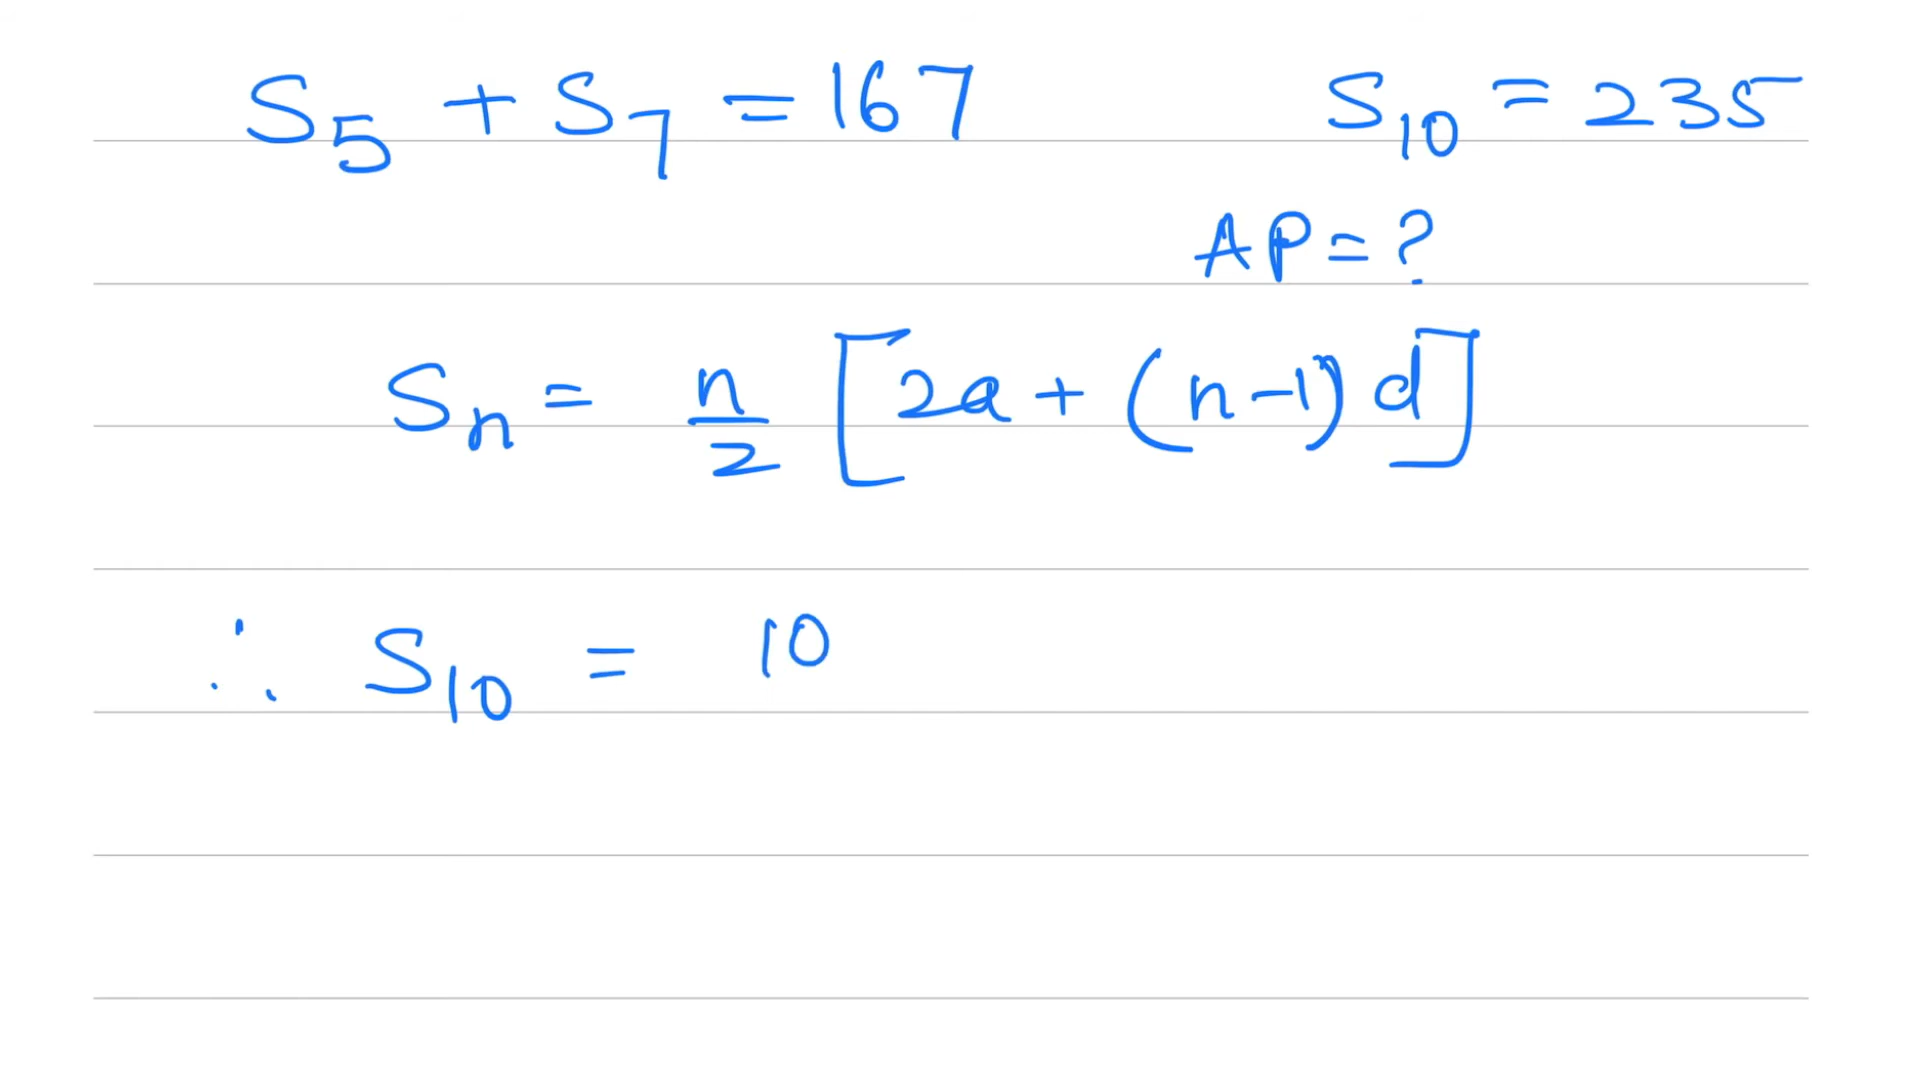 S₅ + S₇ = 167 S₁₀ = 235
AP = ?
Sₙ = n/2 [2a + (n-1)d]
∴ S₁₀ = 10